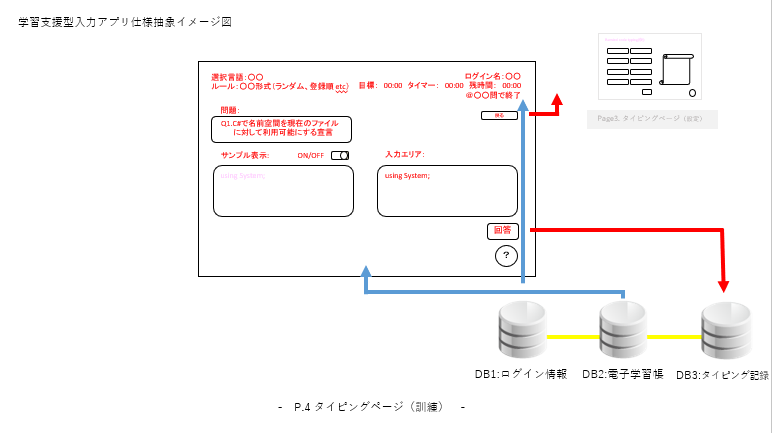 学習支援型入力アプリ仕様抽象イメージ図
選択言語：〇〇
ログイン名：〇〇
ルール：〇〇形式(ランダム、登録順 etc)
目標： 00:00 タイマー： 00:00 残時間： 00:00
@〇〇問で終了
問題：
戻る
Q1.C#で名前空間を現在のファイル
に対して利用可能にする宣言
サンプル表示：
ON/OFF
入力エリア：
using System;
using System;
回答
?
Page3. タイピングページ（設定）
DB1:ログイン情報
DB2:電子学習帳
DB3:タイピング記録
- P.4 タイピングページ（訓練） -